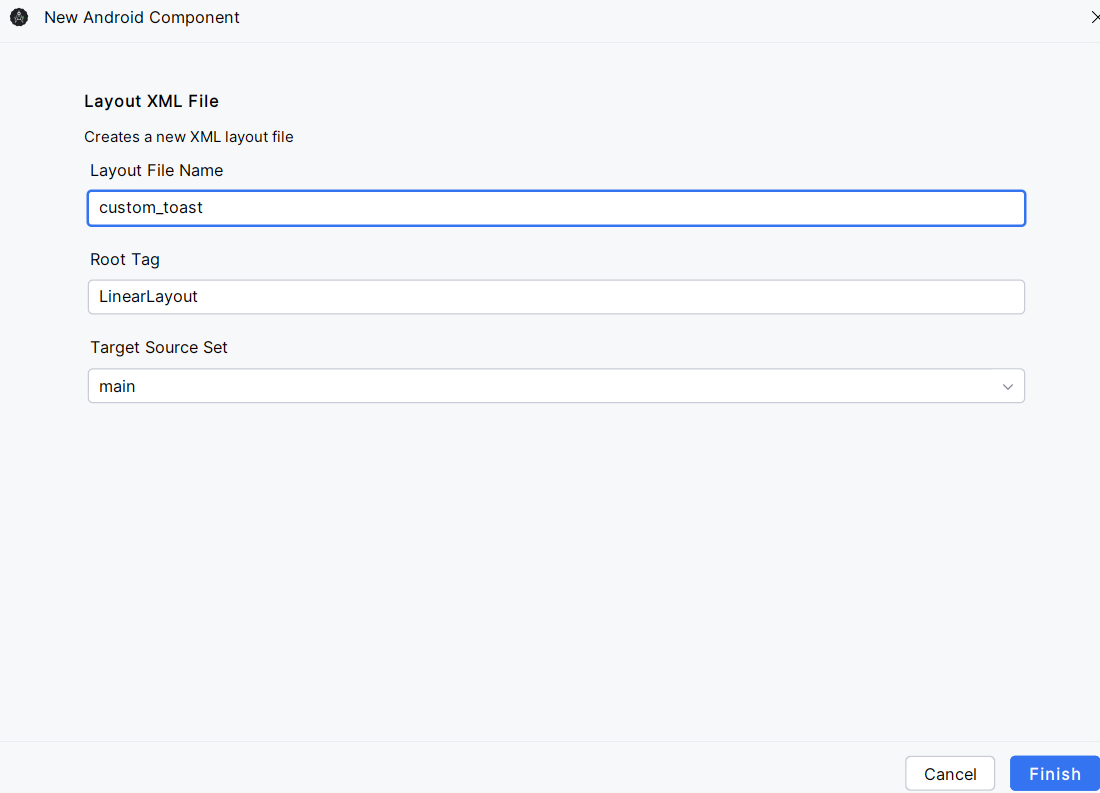 New Android Component
Layout XML File
Creates a new XML layout file
Layout File Name
custom_toast
Root Tag
LinearLayout
Target Source Set
main
Cancel
Finish